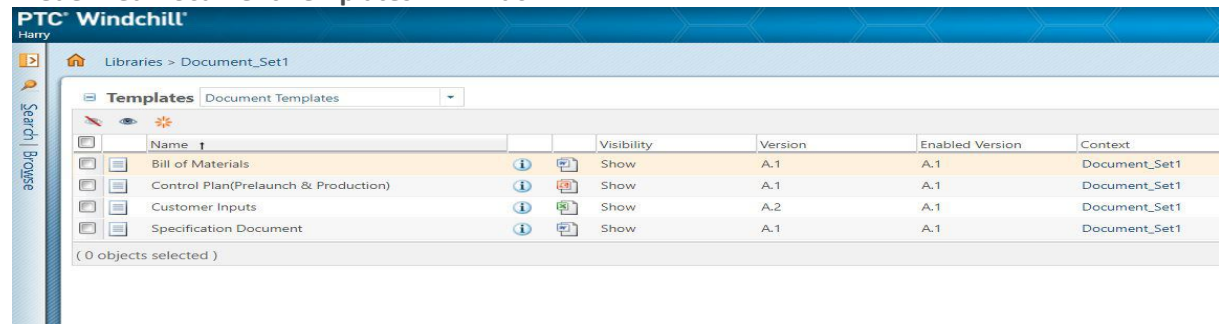 PTC® Windchill®
Harry
Libraries > Document_Set1
Search | Browse
Templates Document Templates
Name Visibility Version Enabled Version Context
Bill of Materials Show A.1 A.1 Document_Set1
Control Plan(Prelaunch & Production) Show A.1 A.1 Document_Set1
Customer Inputs Show A.2 A.1 Document_Set1
Specification Document Show A.1 A.1 Document_Set1
( 0 objects selected )